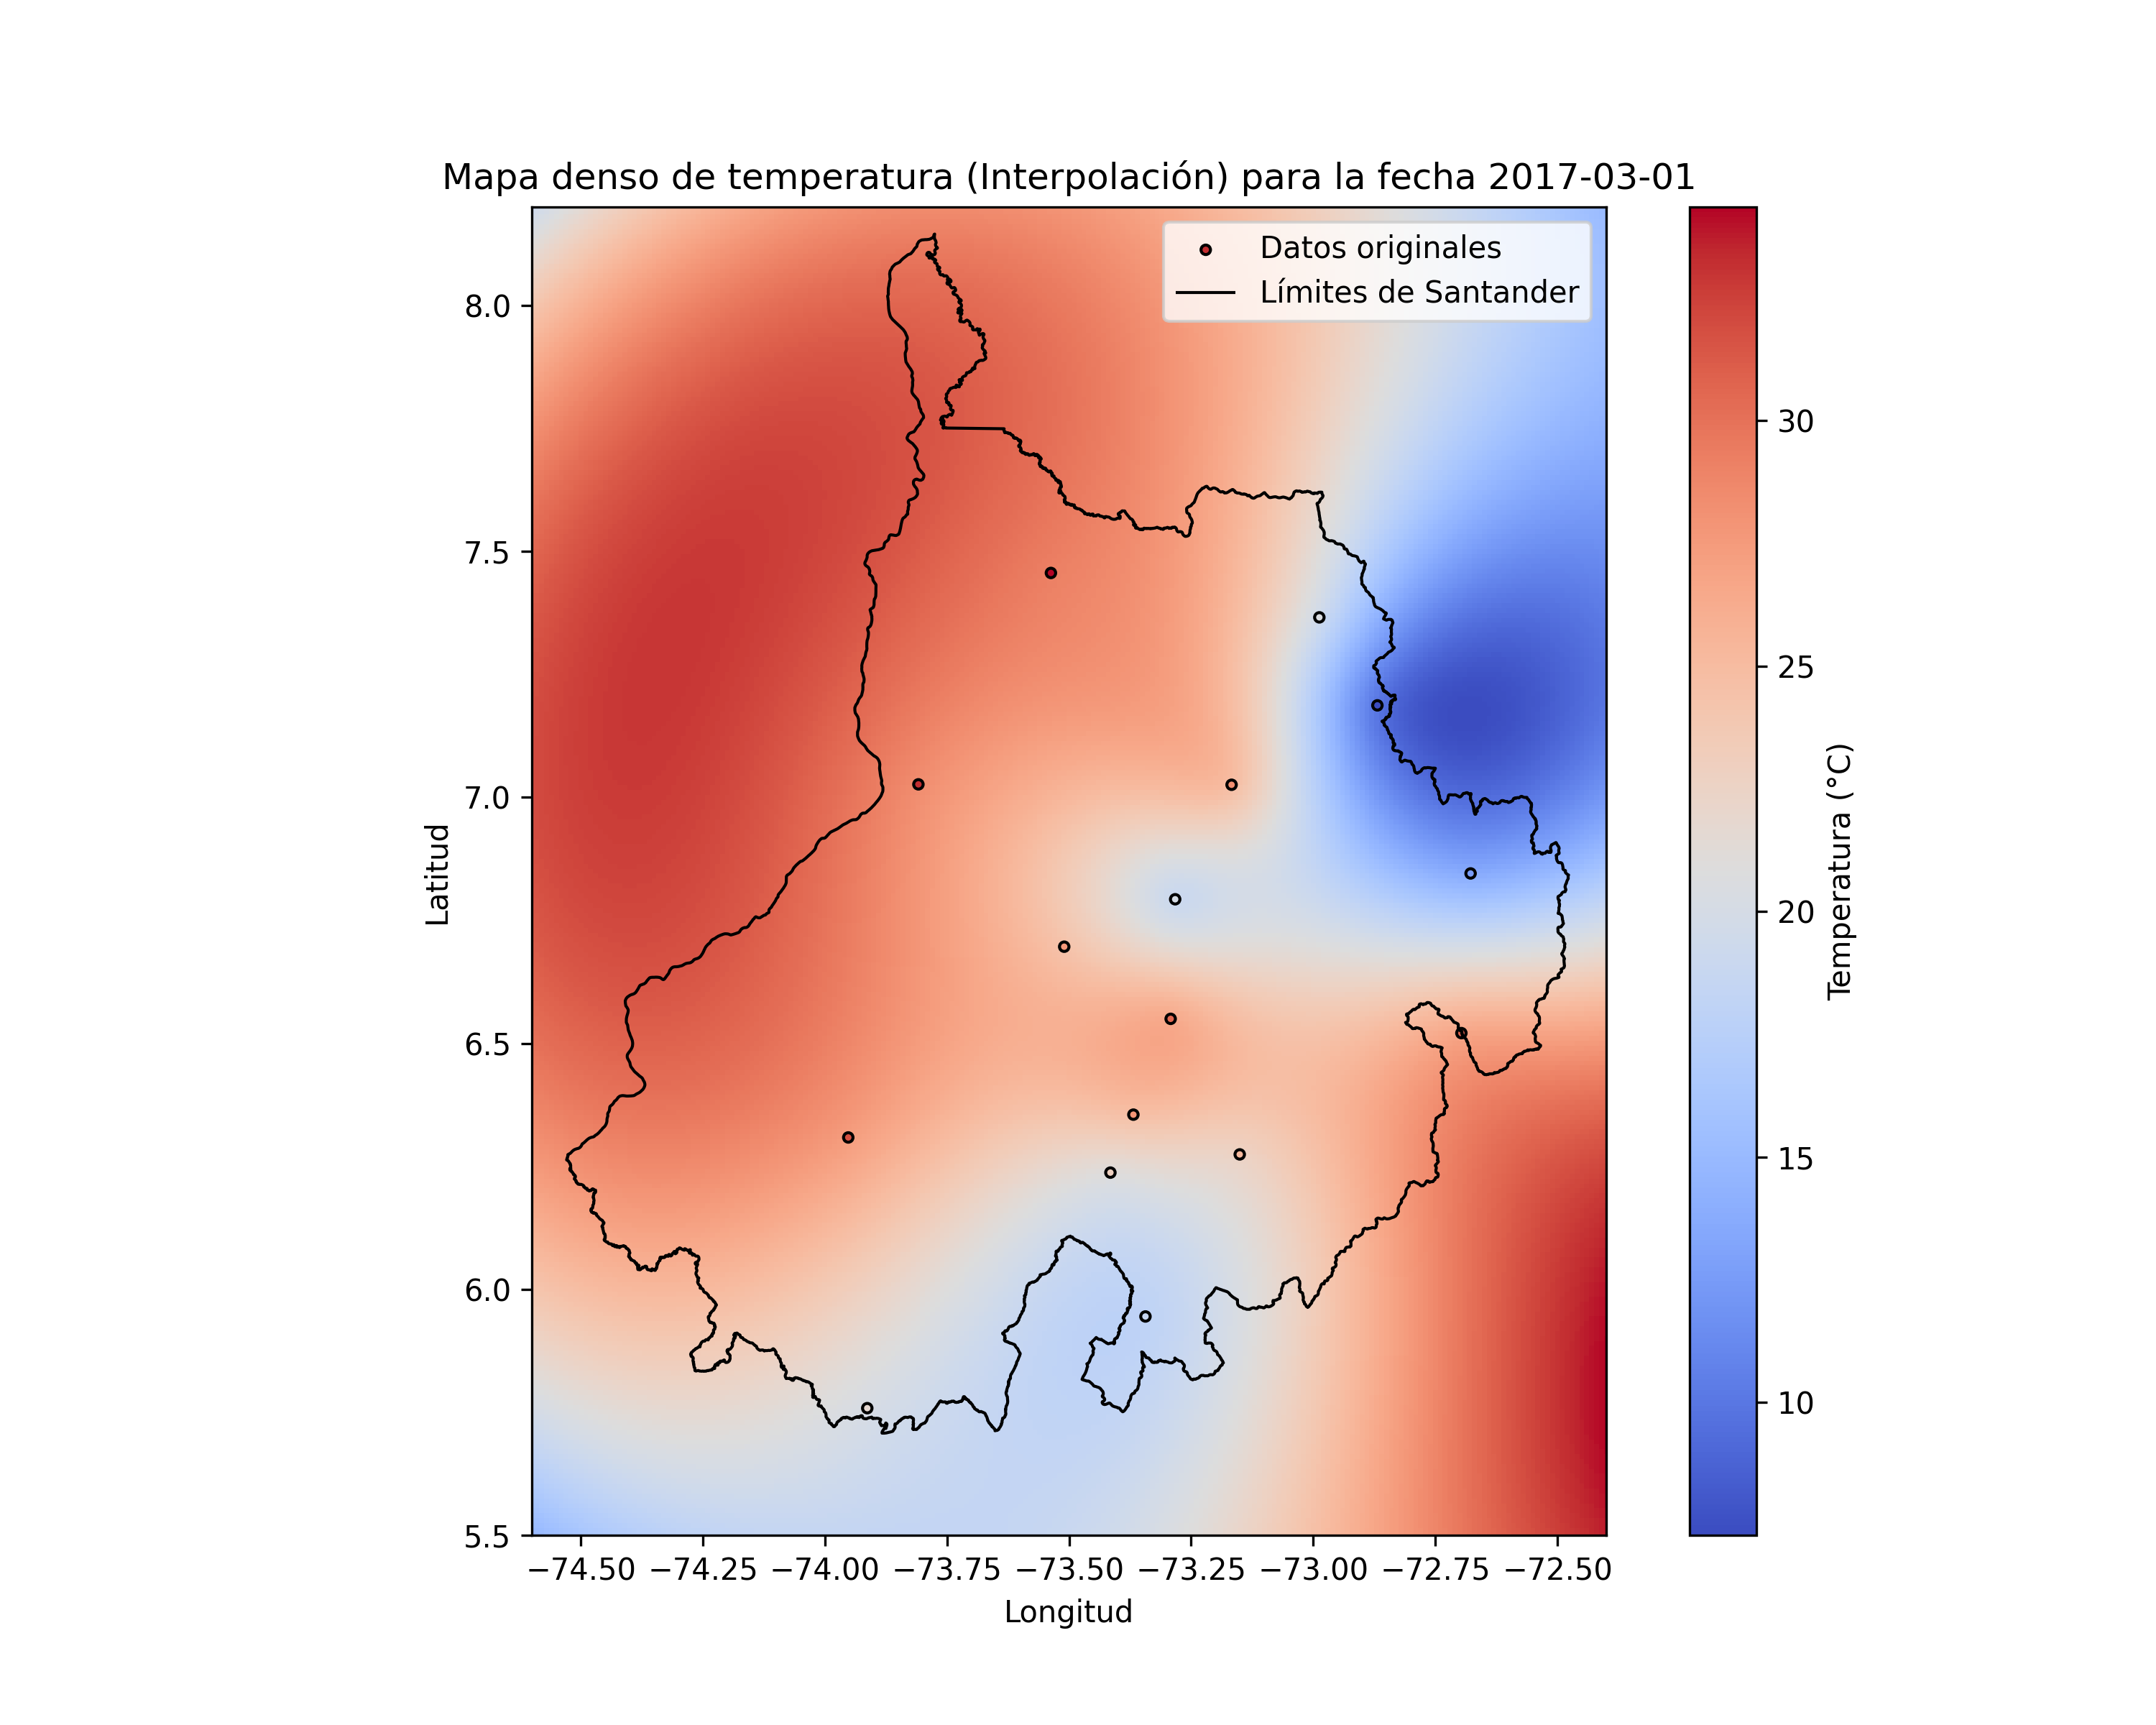 Mapa denso de temperatura (Interpolación) para la fecha 2017-03-01
Datos originales
Límites de Santander
8.0
7.5
7.0
6.5
6.0
5.5
Latitud
−74.50 −74.25 −74.00 −73.75 −73.50 −73.25 −73.00 −72.75 −72.50
Longitud
30
25
20
15
10
Temperatura (°C)